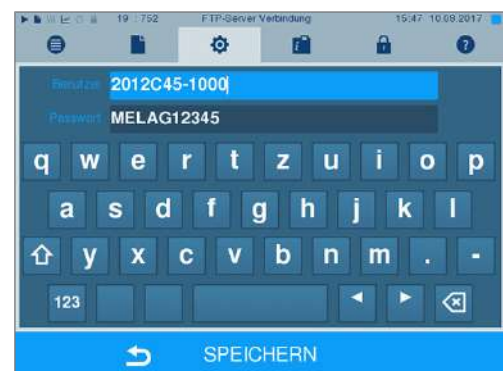 19 : 752 FTP-Server Verbindung 15:47 10.08.2017
i ?
Benutzer 2012C45-1000
Passwort MELAG12345
q w e r t z u i o p
a s d f g h j k l
y x c v b n m . -
123
SPEICHERN